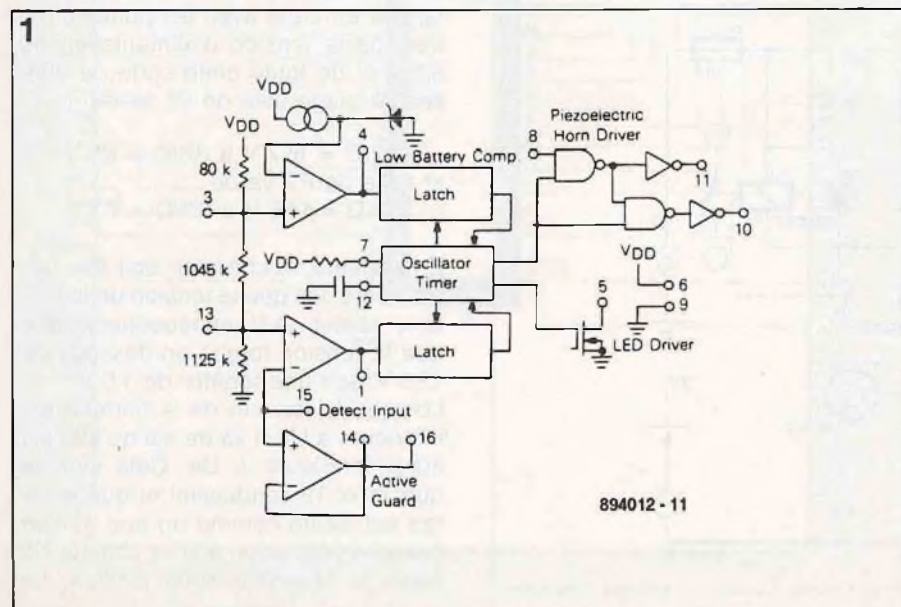 1
VDD
VDD
80 k
3
4
Low Battery Comp.
Latch
8
Piezoelectric
Horn Driver
11
10
1045
VDD
7
12
Oscillator
Timer
VDD
6
9
5
LED Driver
13
1125
Latch
1
15
Detect Input
14
16
Active
Guard
894012 - 11